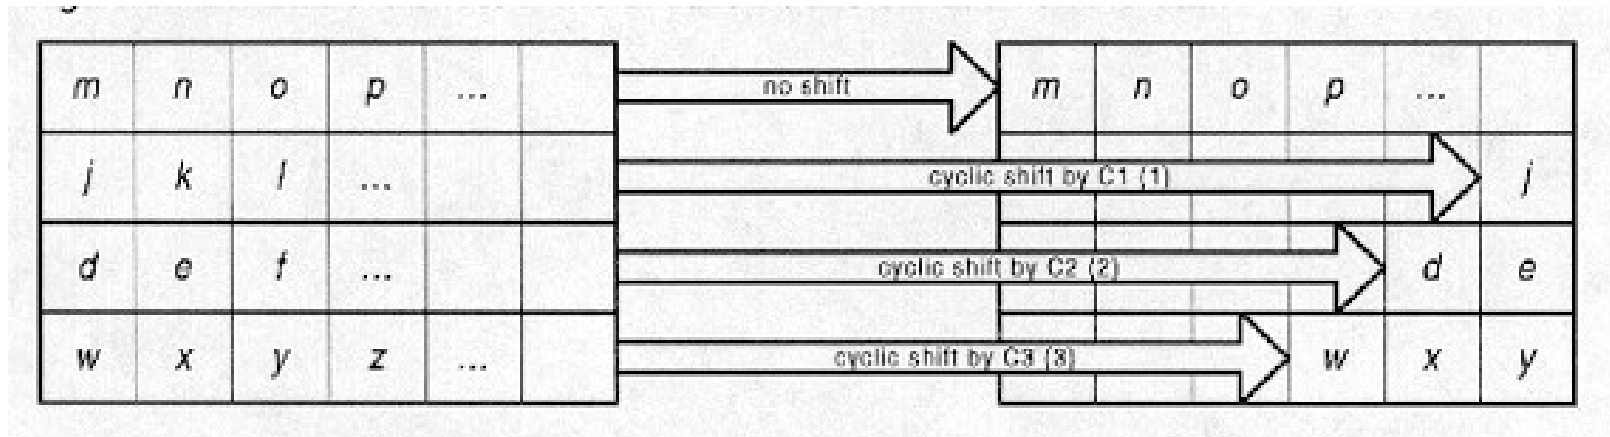 m n o p ... no shift m n o p ...
j k l ... cyclic shift by C1 (1) j
d e f ... cyclic shift by C2 (2) d e
w x y z ... cyclic shift by C3 (3) w x y